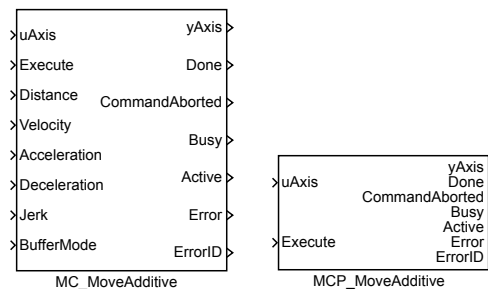 uAxis
Execute
Distance
Velocity
Acceleration
Deceleration
Jerk
BufferMode
yAxis
Done
CommandAborted
Busy
Active
Error
ErrorID
MC_MoveAdditive
uAxis
Execute
yAxis
Done
CommandAborted
Busy
Active
Error
ErrorID
MCP_MoveAdditive